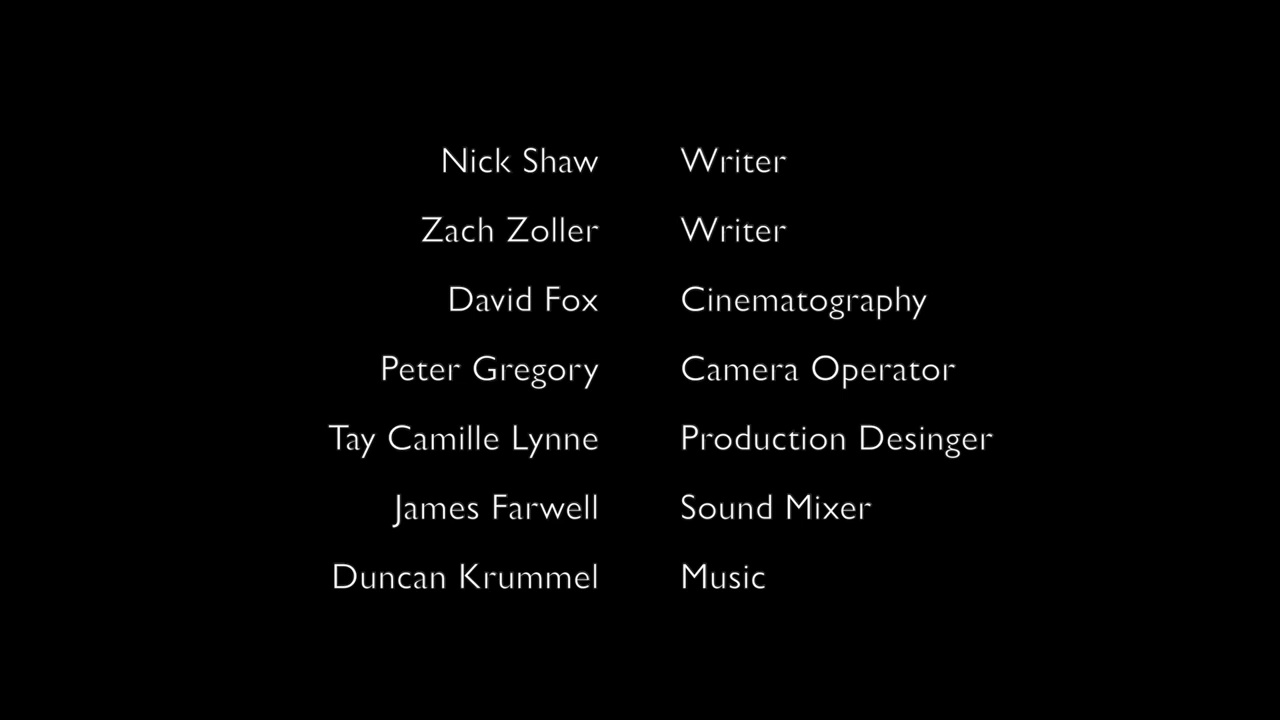 Nick Shaw Writer
Zach Zoller Writer
David Fox Cinematography
Peter Gregory Camera Operator
Tay Camille Lynne Production Desinger
James Farwell Sound Mixer
Duncan Krummel Music